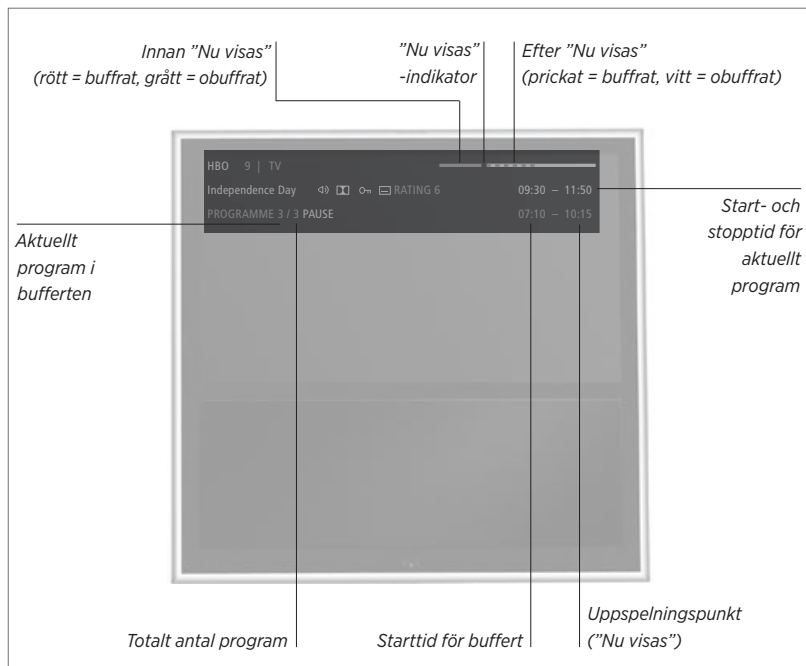 Innan ”Nu visas”
(rött = buffrat, grått = obuffrat)
”Nu visas”
-indikator
Efter ”Nu visas”
(prickat = buffrat, vitt = obuffrat)
HBO 9 | TV
Independence Day RATING 6 09:30 – 11:50
PROGRAMME 3 / 3 PAUSE 07:10 – 10:15
Aktuellt
program i
bufferten
Start- och
stopptid för
aktuellt
program
Totalt antal program
Starttid för buffert
Uppspelningspunkt
(”Nu visas”)